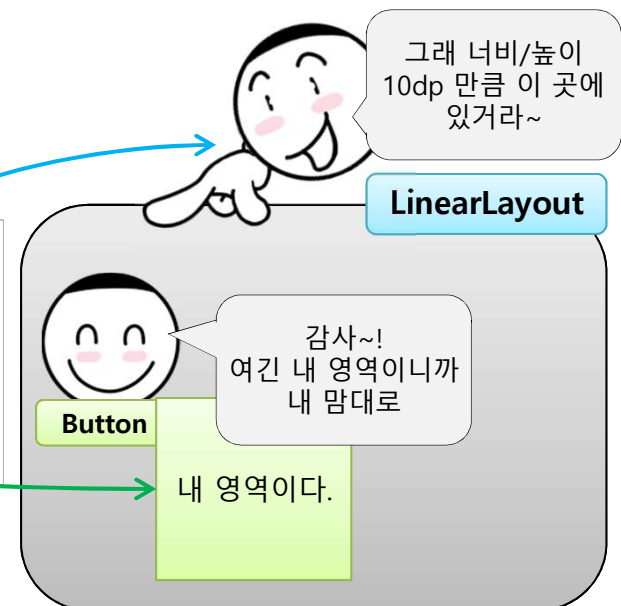 그래 너비/높이
10dp 만큼 이 곳에
있거라~
LinearLayout
감사~!
여긴 내 영역이니까
내 맘대로
Button
내 영역이다.